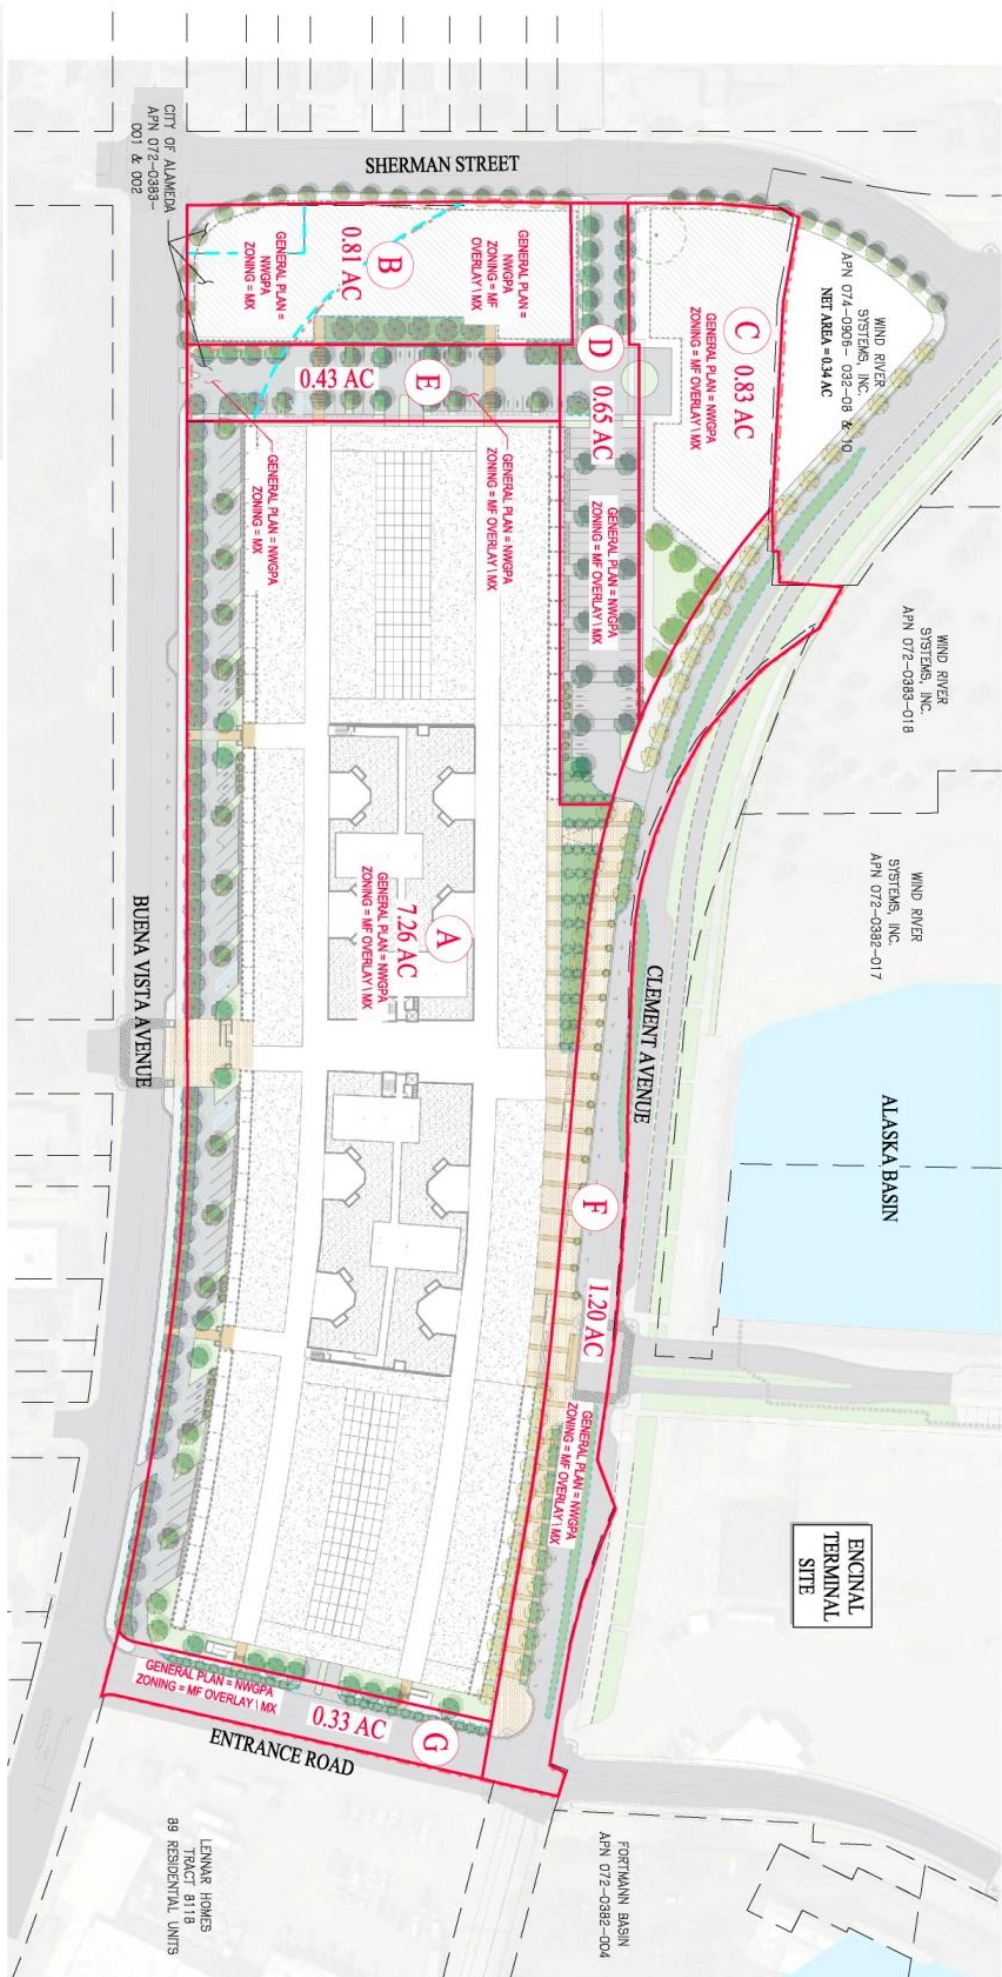 SHERMAN STREET
CITY OF ALAMEDA
APN 072-0383-
001 & 002
GENERAL PLAN =
NWGPA
ZONING = MX
B
0.81 AC
GENERAL PLAN =
NWGPA
ZONING = MF
OVERLAY \ MX
C
0.83 AC
GENERAL PLAN = NWGPA
ZONING = MF OVERLAY \ MX
WIND RIVER
SYSTEMS, INC.
APN 074-0906- 032-08 & 10
NET AREA = 0.34 AC
D
0.65 AC
GENERAL PLAN = NWGPA
ZONING = MF OVERLAY \ MX
0.43 AC
E
GENERAL PLAN = NWGPA
ZONING = MX
GENERAL PLAN = NWGPA
ZONING = MF OVERLAY \ MX
WIND RIVER
SYSTEMS, INC.
APN 072-0383-018
WIND RIVER
SYSTEMS, INC.
APN 072-0382-017
A
7.26 AC
GENERAL PLAN = NWGPA
ZONING = MF OVERLAY \ MX
BUENA VISTA AVENUE
CLEMENT AVENUE
ALASKA BASIN
F
1.20 AC
GENERAL PLAN = NWGPA
ZONING = MF OVERLAY \ MX
ENCINAL
TERMINAL
SITE
GENERAL PLAN = NWGPA
ZONING = MF OVERLAY \ MX
0.33 AC
G
ENTRANCE ROAD
LENNAR HOMES
TRACT 8118
89 RESIDENTIAL UNITS
FORTMANN BASIN
APN 072-0382-004